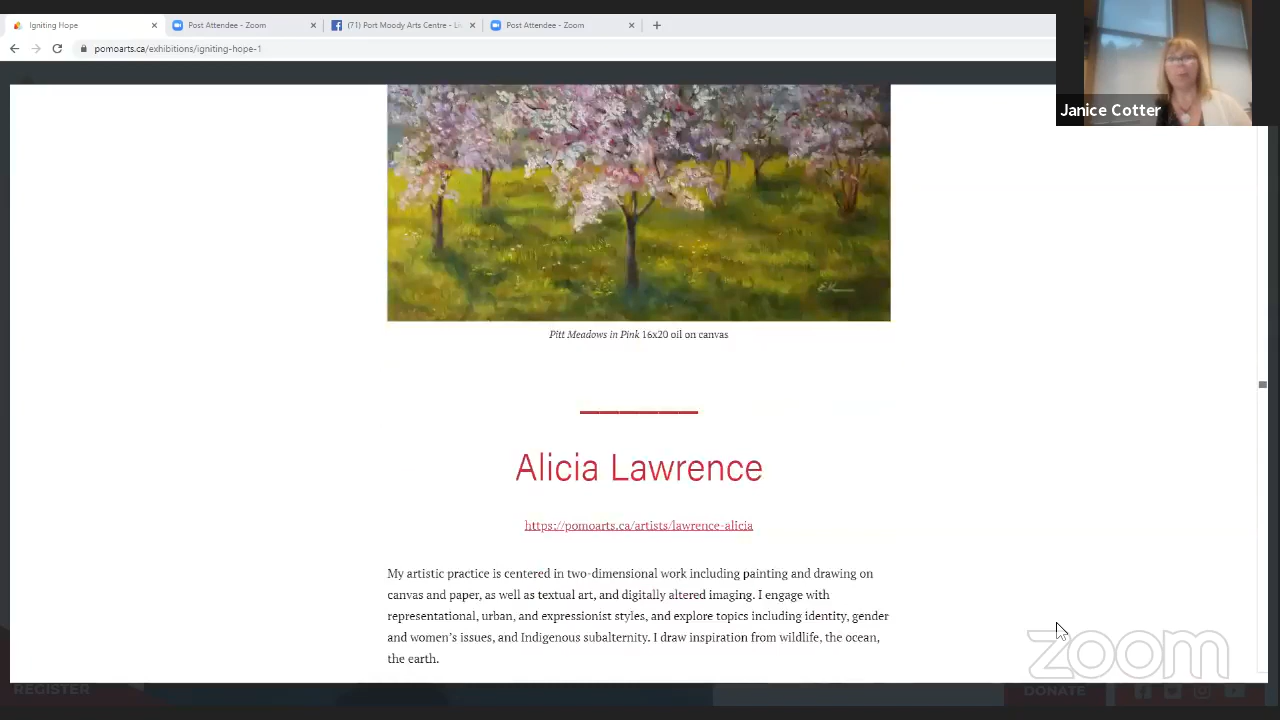 Igniting Hope
Post Attendee - Zoom
(71) Port Moody Arts Centre - Li
Post Attendee - Zoom
pomoarts.ca/exhibitions/igniting-hope-1
Janice Cotter
Pitt Meadows in Pink 16x20 oil on canvas
Alicia Lawrence
https://pomoarts.ca/artists/lawrence-alicia
My artistic practice is centered in two-dimensional work including painting and drawing on
canvas and paper, as well as textual art, and digitally altered imaging. I engage with
representational, urban, and expressionist styles, and explore topics including identity, gender
and women's issues, and Indigenous subalternity. I draw inspiration from wildlife, the ocean,
the earth.
zoom
REGISTER
DONATE